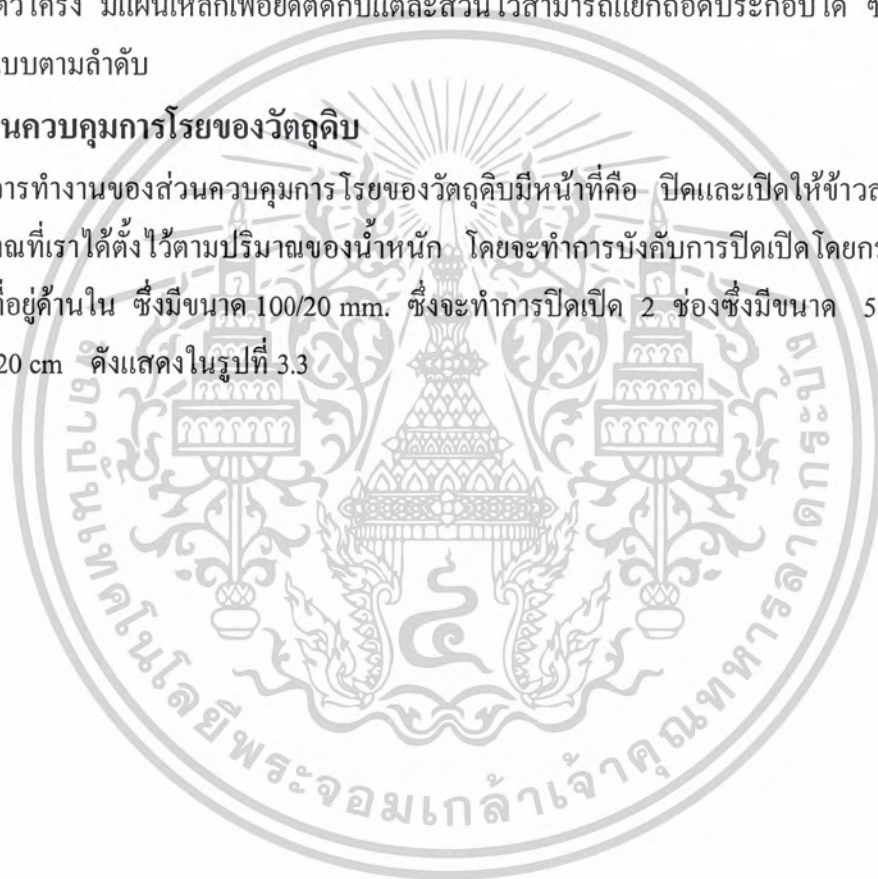 ตัวโครง มีแผ่นเหล็กเพื่อยึดติดกับแต่ละส่วนไว้สามารถแยกถอดประกอบได้
แบบตามลำดับ
นควบคุมการโรยของวัตถุดิบ
การทำงานของส่วนควบคุมการโรยของวัตถุดิบมีหน้าที่คือ ปิดและเปิดให้ข้าวส
าณที่เราได้ตั้งไว้ตามปริมาณของน้ำหนัก โดยจะทำการบังคับการปิดเปิดโดยกร
ที่อยู่ด้านใน ซึ่งมีขนาด 100/20 mm. ซึ่งจะทำการปิดเปิด 2 ช่องซึ่งมีขนาด 5
20 cm ดังแสดงในรูปที่ 3.3
สถาบันเทคโนโลยีพระจอมเกล้าเจ้าคุณทหารลาดกระบัง